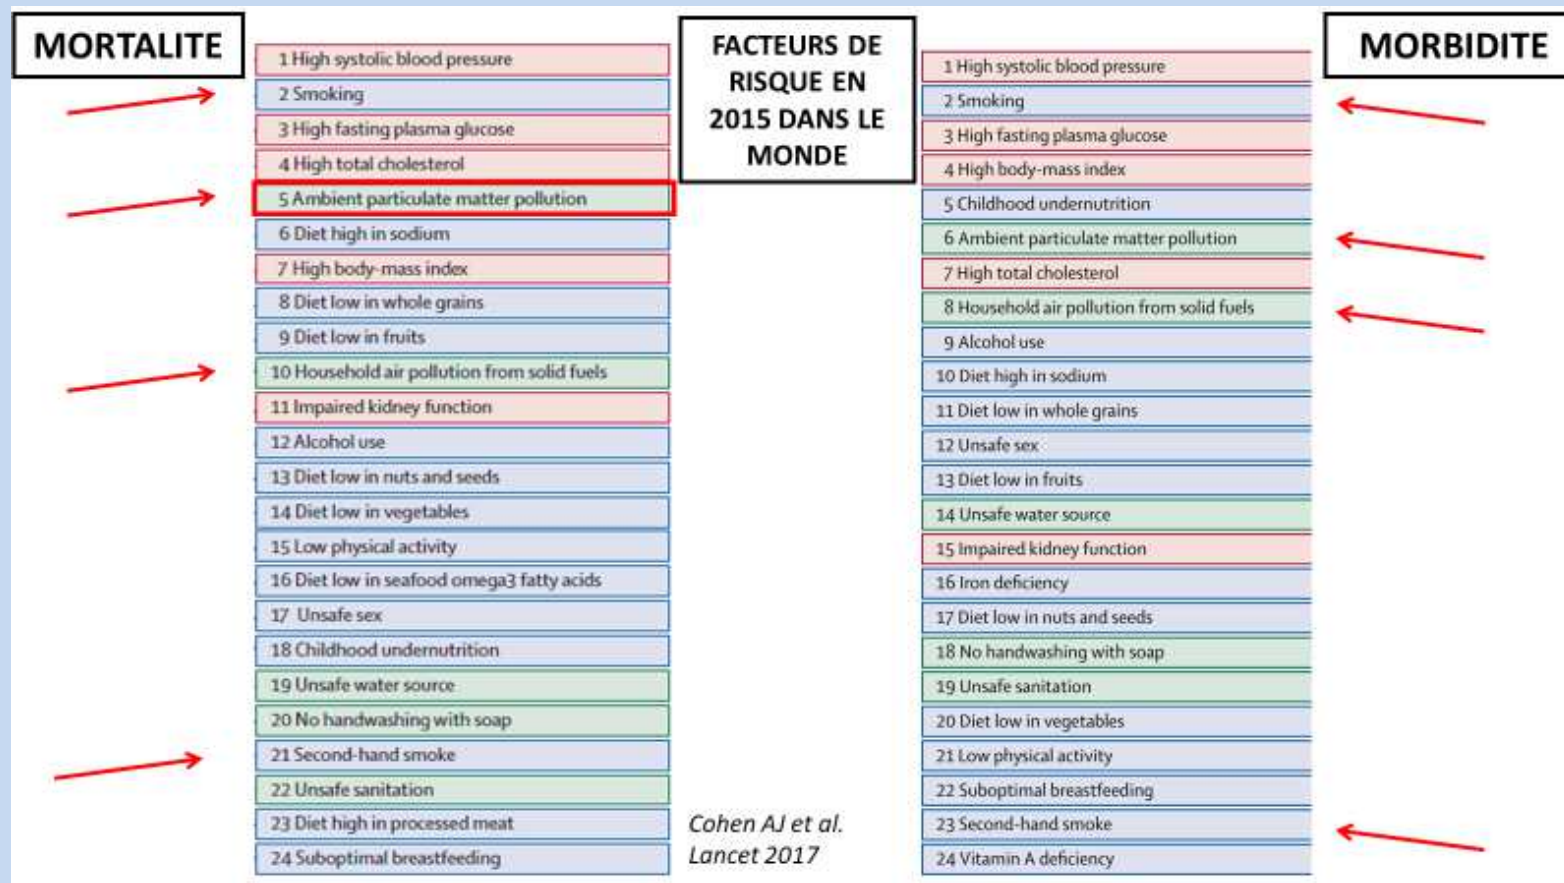 MORTALITE
1 High systolic blood pressure
2 Smoking
3 High fasting plasma glucose
4 High total cholesterol
5 Ambient particulate matter pollution
6 Diet high in sodium
7 High body-mass index
8 Diet low in whole grains
9 Diet low in fruits
10 Household air pollution from solid fuels
11 Impaired kidney function
12 Alcohol use
13 Diet low in nuts and seeds
14 Diet low in vegetables
15 Low physical activity
16 Diet low in seafood omega3 fatty acids
17 Unsafe sex
18 Childhood undernutrition
19 Unsafe water source
20 No handwashing with soap
21 Second-hand smoke
22 Unsafe sanitation
23 Diet high in processed meat
24 Suboptimal breastfeeding
FACTEURS DE
RISQUE EN
2015 DANS LE
MONDE
Cohen AJ et al.
Lancet 2017
MORBIDITE
1 High systolic blood pressure
2 Smoking
3 High fasting plasma glucose
4 High body-mass index
5 Childhood undernutrition
6 Ambient particulate matter pollution
7 High total cholesterol
8 Household air pollution from solid fuels
9 Alcohol use
10 Diet high in sodium
11 Diet low in whole grains
12 Unsafe sex
13 Diet low in fruits
14 Unsafe water source
15 Impaired kidney function
16 Iron deficiency
17 Diet low in nuts and seeds
18 No handwashing with soap
19 Unsafe sanitation
20 Diet low in vegetables
21 Low physical activity
22 Suboptimal breastfeeding
23 Second-hand smoke
24 Vitamin A deficiency